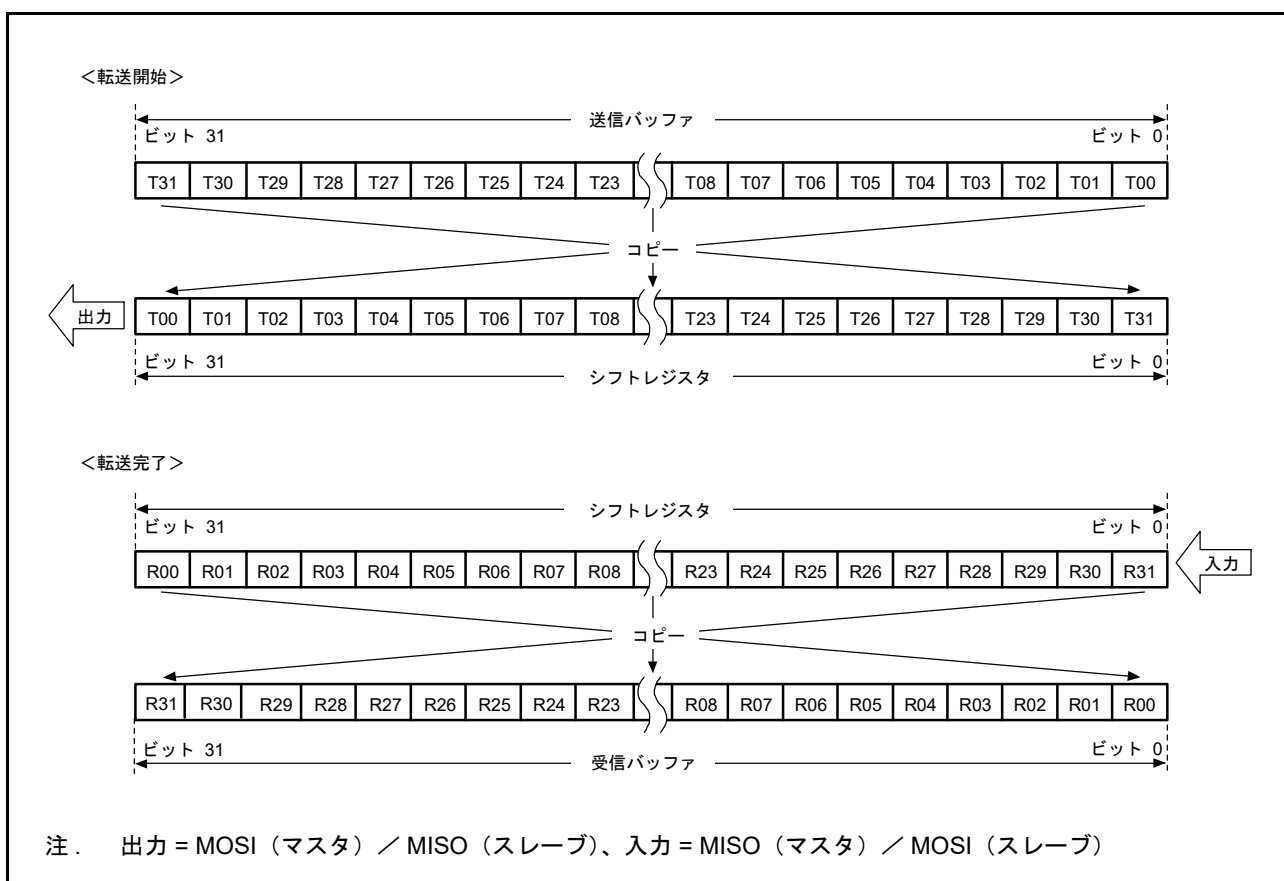 ＜転送開始＞
送信バッファ
ビット 31 ビット 0
T31 T30 T29 T28 T27 T26 T25 T24 T23 T08 T07 T06 T05 T04 T03 T02 T01 T00
コピー
出力 T00 T01 T02 T03 T04 T05 T06 T07 T08 T23 T24 T25 T26 T27 T28 T29 T30 T31
ビット 31 ビット 0
シフトレジスタ
＜転送完了＞
シフトレジスタ
ビット 31 ビット 0
R00 R01 R02 R03 R04 R05 R06 R07 R08 R23 R24 R25 R26 R27 R28 R29 R30 R31 入力
コピー
R31 R30 R29 R28 R27 R26 R25 R24 R23 R08 R07 R06 R05 R04 R03 R02 R01 R00
ビット 31 ビット 0
受信バッファ
注． 出力 = MOSI（マスタ）／ MISO（スレーブ）、入力 = MISO（マスタ）／ MOSI（スレーブ）